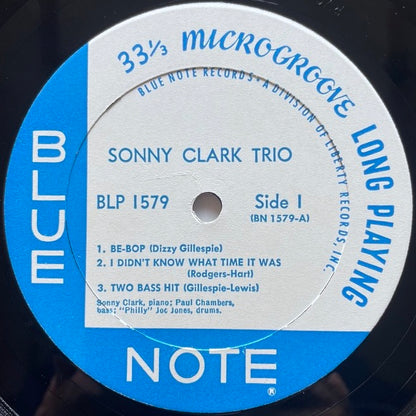 33⅓ MICROGROOVE LONG PLAYING
BLUE NOTE RECORDS • A DIVISION OF LIBERTY RECORDS, INC.
BLUE
SONNY CLARK TRIO
BLP 1579 Side 1
(BN 1579-A)
1. BE-BOP (Dizzy Gillespie)
2. I DIDN'T KNOW WHAT TIME IT WAS
(Rodgers-Hart)
3. TWO BASS HIT (Gillespie-Lewis)
Sonny Clark, piano; Paul Chambers,
bass; "Philly" Joe Jones, drums.
NOTE
®